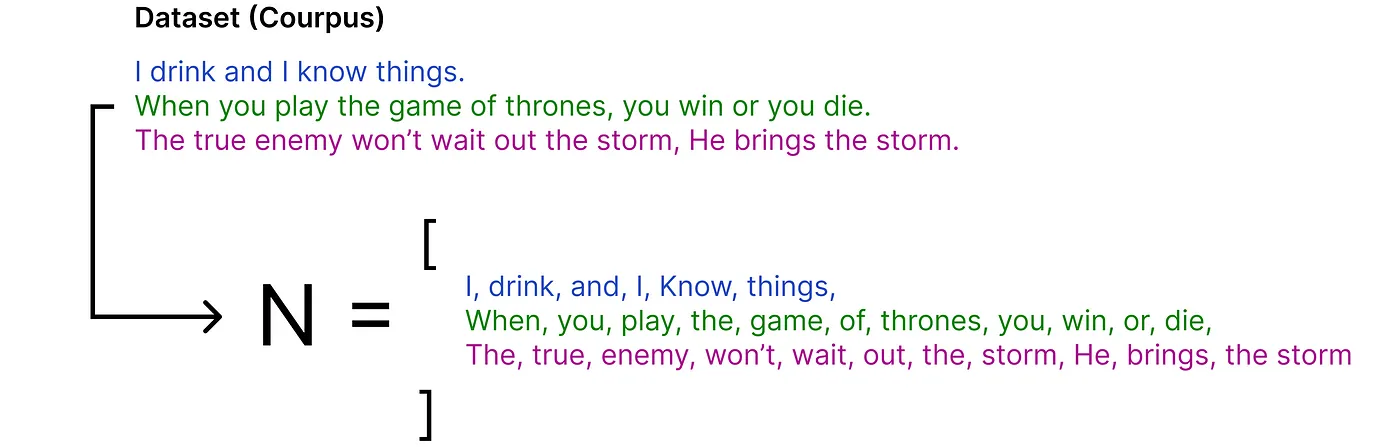 Dataset (Courpus)
I drink and I know things.
When you play the game of thrones, you win or you die.
The true enemy won’t wait out the storm, He brings the storm.
[
N =
I, drink, and, I, Know, things,
When, you, play, the, game, of, thrones, you, win, or, die,
The, true, enemy, won’t, wait, out, the, storm, He, brings, the storm
]